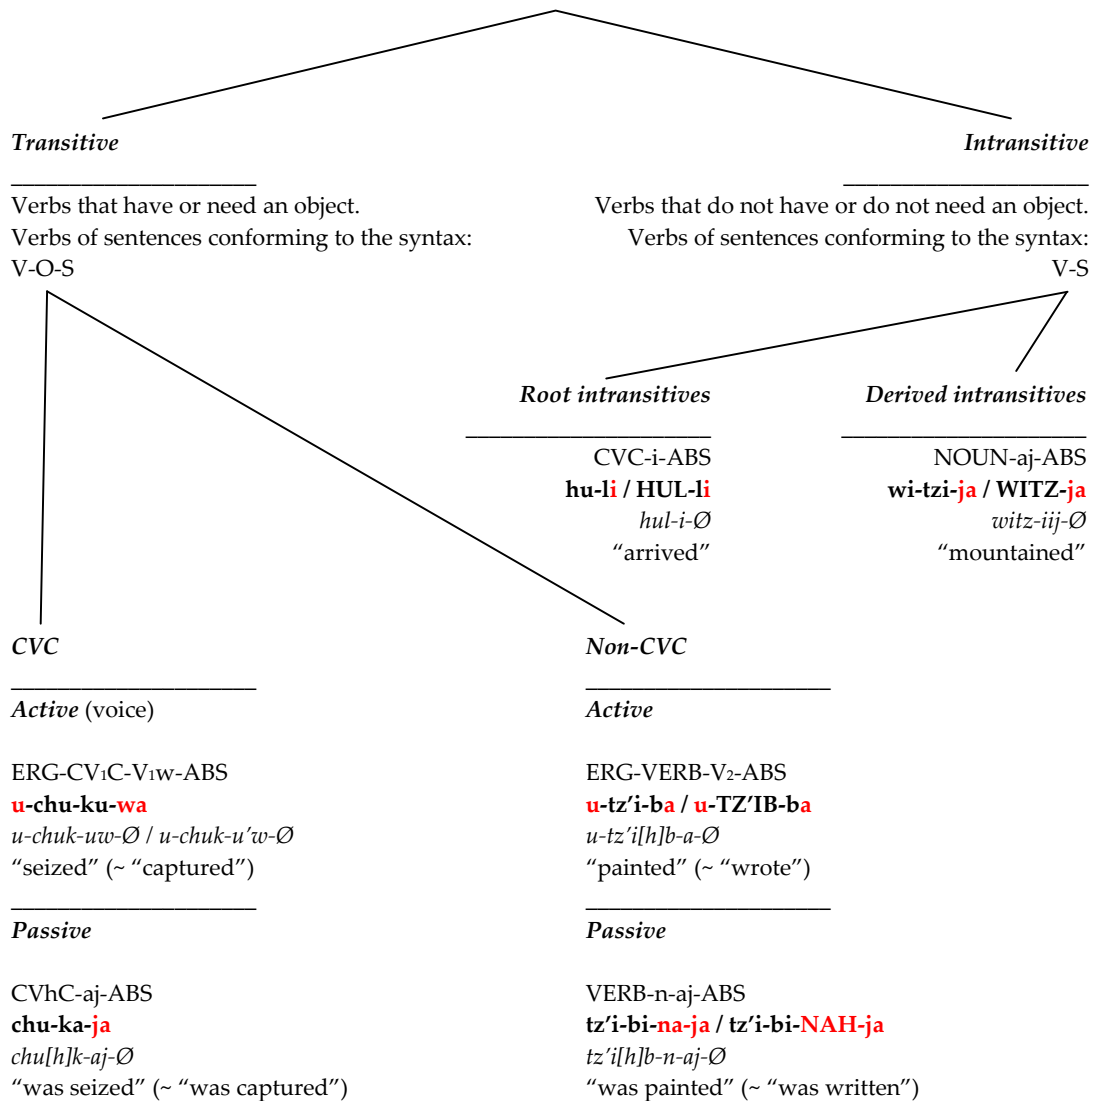 Transitive
Intransitive
Verbs that have or need an object.
Verbs that do not have or do not need an object.
Verbs of sentences conforming to the syntax:
Verbs of sentences conforming to the syntax:
V-O-S
V-S
Root intransitives
Derived intransitives
CVC-i-ABS
NOUN-aj-ABS
hu-li / HUL-li
wi-tzi-ja / WITZ-ja
hul-i-Ø
witz-iij-Ø
“arrived”
“mountained”
CVC
Non-CVC
Active (voice)
Active
ERG-CV₁C-V₁w-ABS
ERG-VERB-V₂-ABS
u-chu-ku-wa
u-tz’i-ba / u-TZ’IB-ba
u-chuk-uw-Ø / u-chuk-u’w-Ø
u-tz’i[h]b-a-Ø
“seized” (~ “captured”)
“painted” (~ “wrote”)
Passive
Passive
CVhC-aj-ABS
VERB-n-aj-ABS
chu-ka-ja
tz’i-bi-na-ja / tz’i-bi-NAH-ja
chu[h]k-aj-Ø
tz’i[h]b-n-aj-Ø
“was seized” (~ “was captured”)
“was painted” (~ “was written”)